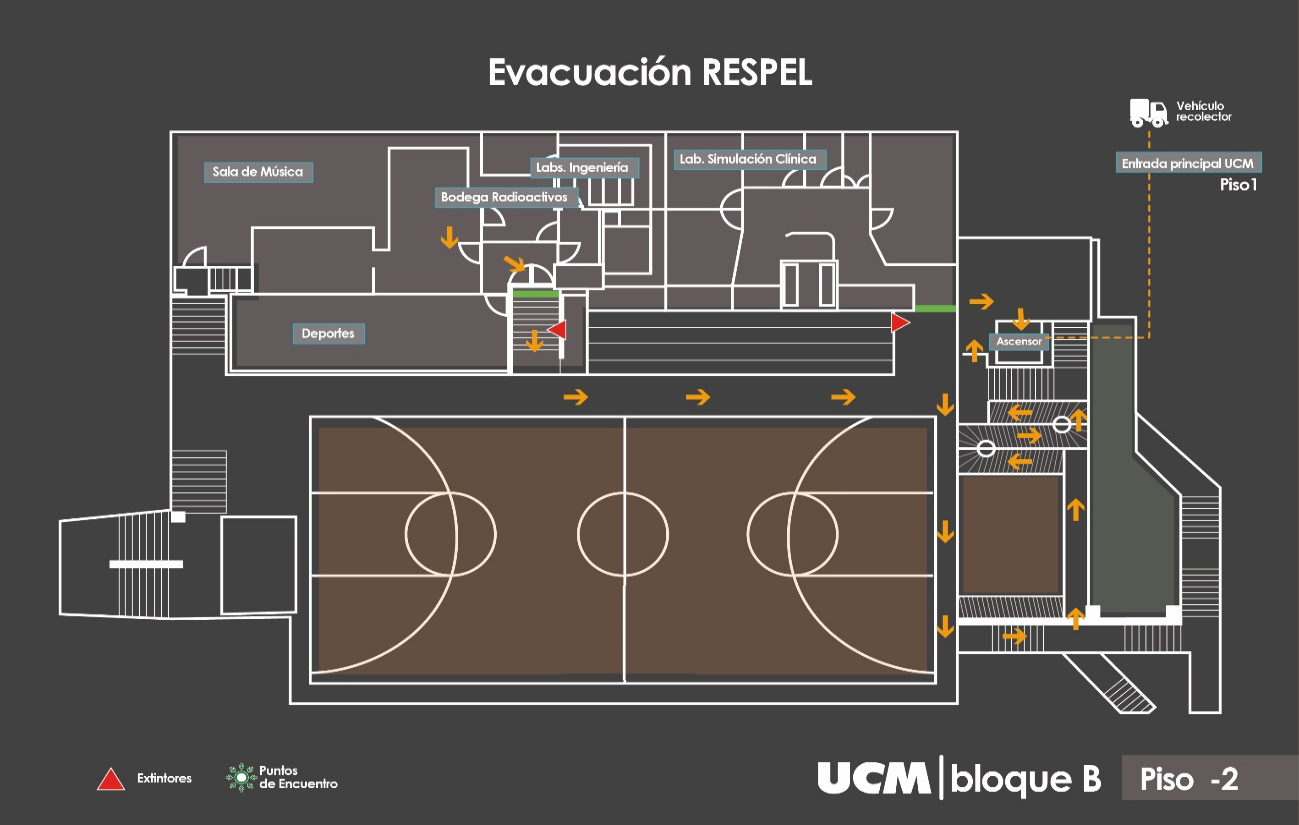 Evacuación RESPEL
Vehículo
recolector
Entrada principal UCM
Piso1
Sala de Música
Labs. Ingeniería
Lab. Simulación Clínica
Bodega Radioactivos
Deportes
Ascensor
Extintores
Puntos
de Encuentro
UCM bloque B
Piso -2